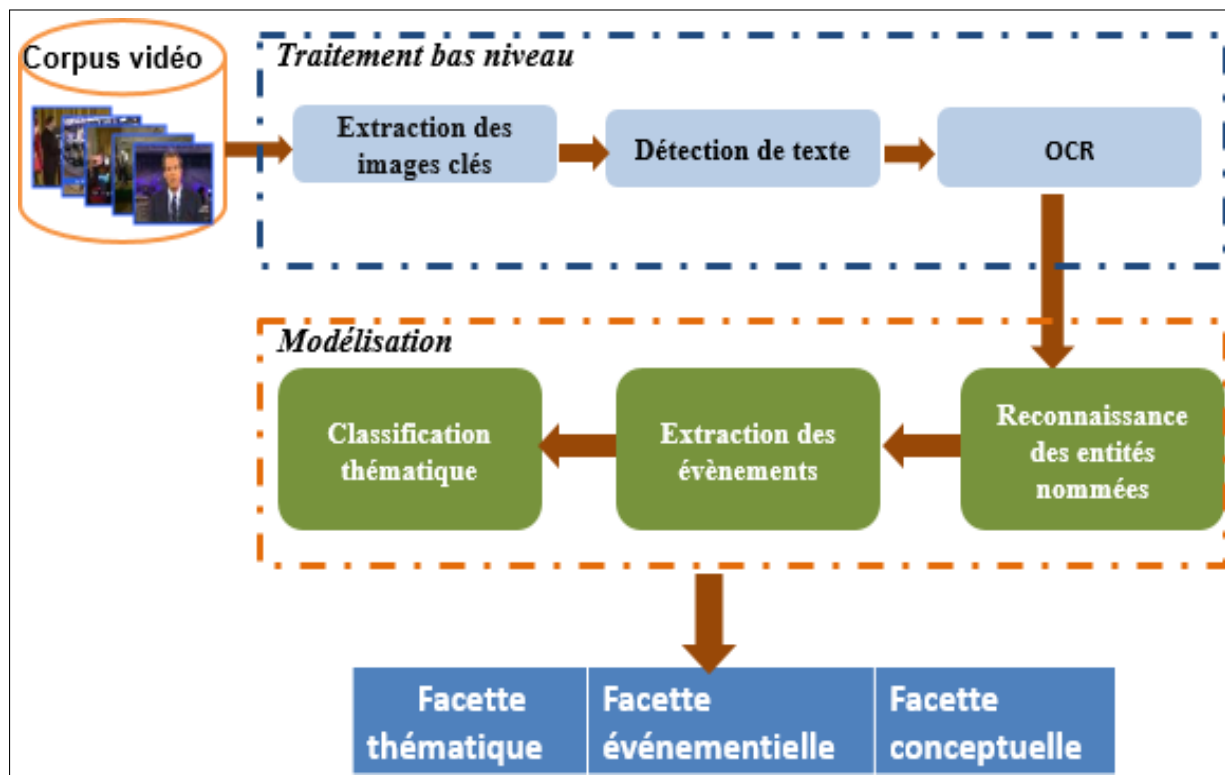 Corpus vidéo
Traitement bas niveau
Extraction des
images clés
Détection de texte
OCR
Modélisation
Classification
thématique
Extraction des
évènements
Reconnaissance
des entités
nommées
Facette
thématique
Facette
événementielle
Facette
conceptuelle